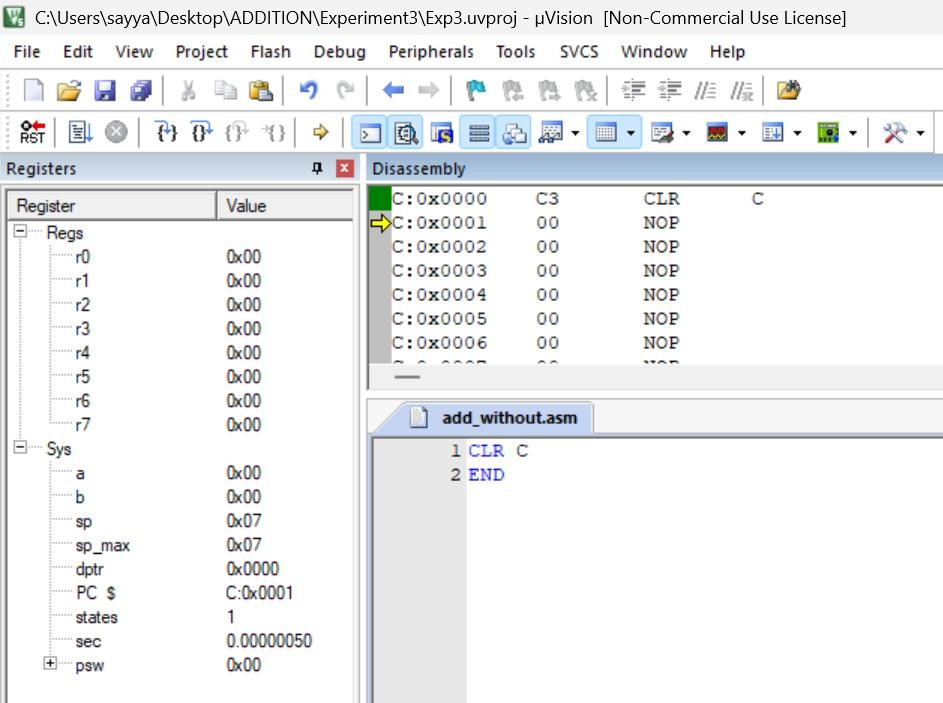 C:\Users\sayya\Desktop\ADDITION\Experiment3\Exp3.uvproj - µVision [Non-Commercial Use License]
File Edit View Project Flash Debug Peripherals Tools SVCS Window Help
RST
Registers
Register Value
Regs
r0 0x00
r1 0x00
r2 0x00
r3 0x00
r4 0x00
r5 0x00
r6 0x00
r7 0x00
Sys
a 0x00
b 0x00
sp 0x07
sp_max 0x07
dptr 0x0000
PC $ C:0x0001
states 1
sec 0.00000050
psw 0x00
Disassembly
C:0x0000 C3 CLR C
C:0x0001 00 NOP
C:0x0002 00 NOP
C:0x0003 00 NOP
C:0x0004 00 NOP
C:0x0005 00 NOP
C:0x0006 00 NOP
add_without.asm
1 CLR C
2 END